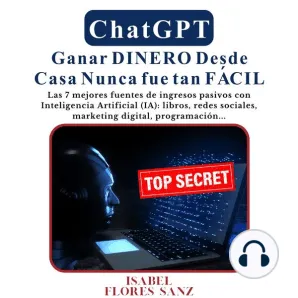 ChatGPT
Ganar DINERO Desde
Casa Nunca fue tan FÁCIL
Las 7 mejores fuentes de ingresos pasivos con
Inteligencia Artificial (IA): libros, redes sociales,
marketing digital, programación...
TOP SECRET
ISABEL
FLORES SANZ